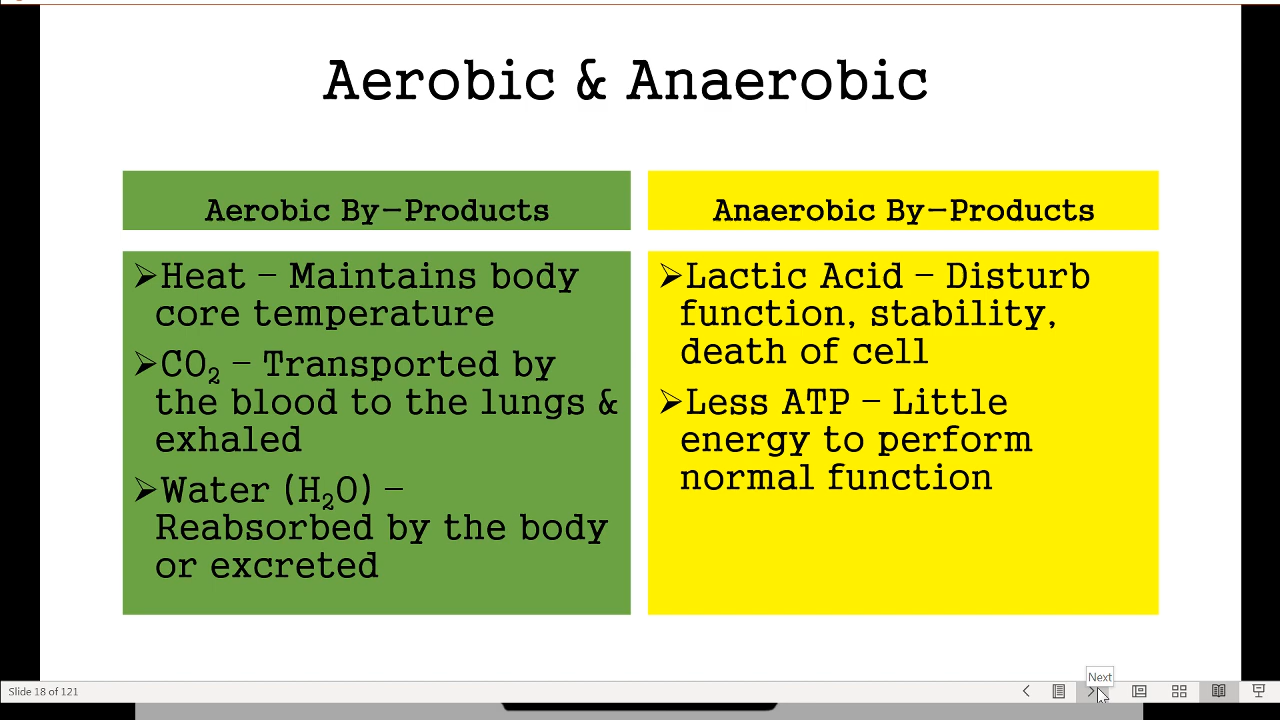 Aerobic & Anaerobic
Aerobic By-Products
➢Heat – Maintains body
core temperature
➢CO₂ – Transported by
the blood to the lungs &
exhaled
➢Water (H₂O) –
Reabsorbed by the body
or excreted
Anaerobic By-Products
➢Lactic Acid – Disturb
function, stability,
death of cell
➢Less ATP – Little
energy to perform
normal function
Next
Slide 18 of 121